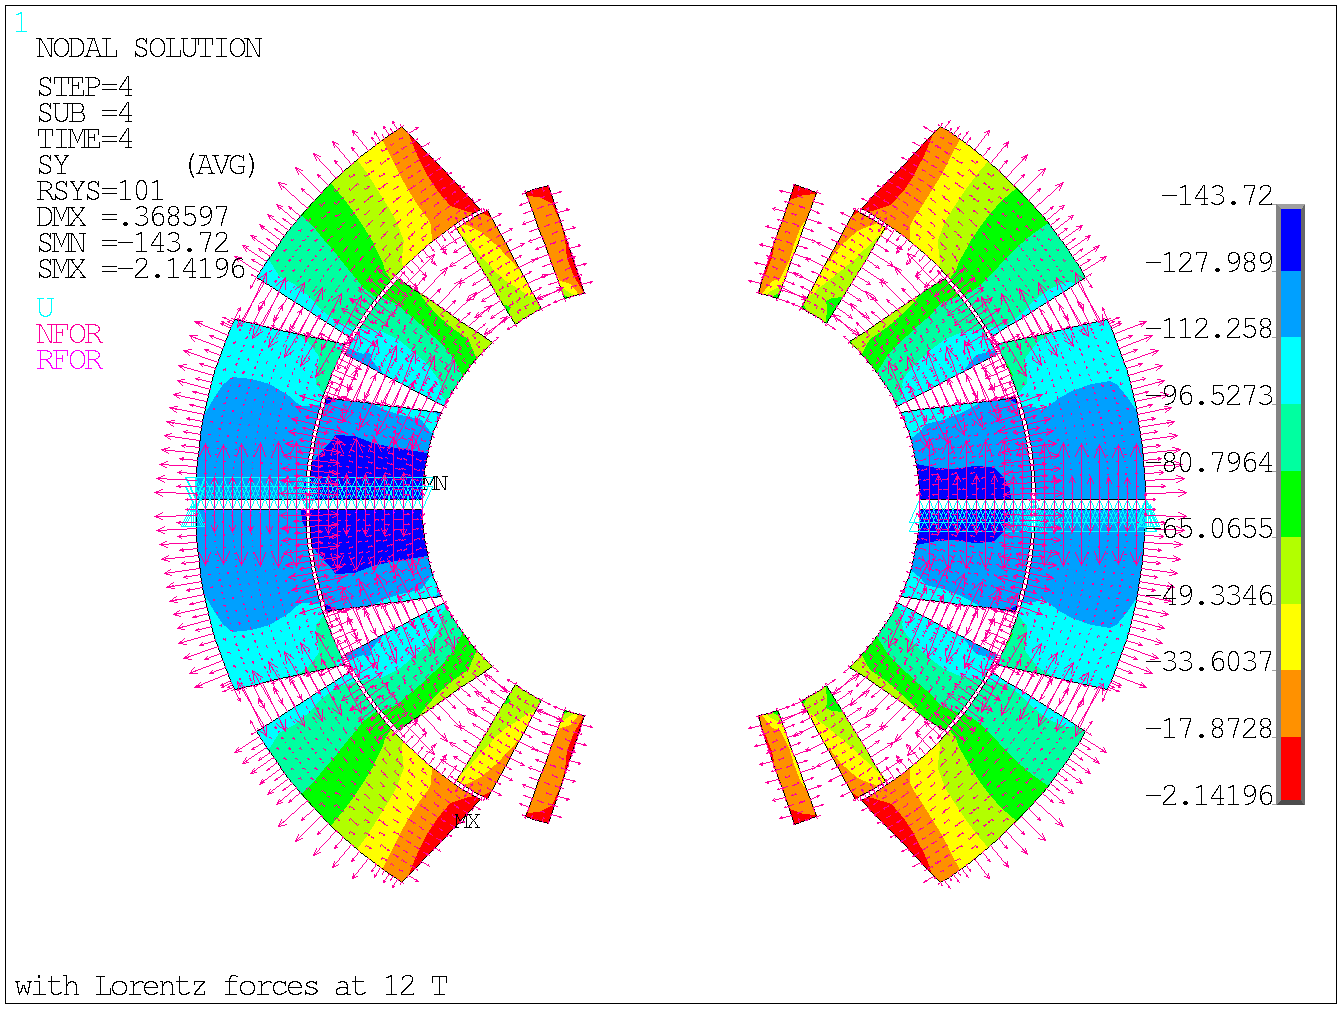 1
NODAL SOLUTION
STEP=4
SUB =4
TIME=4
SY (AVG)
RSYS=101
DMX =.368597
SMN =-143.72
SMX =-2.14196
U
NFOR
RFOR
-143.72
-127.989
-112.258
-96.5273
-80.7964
-65.0655
-49.3346
-33.6037
-17.8728
-2.14196
MN
MX
with Lorentz forces at 12 T